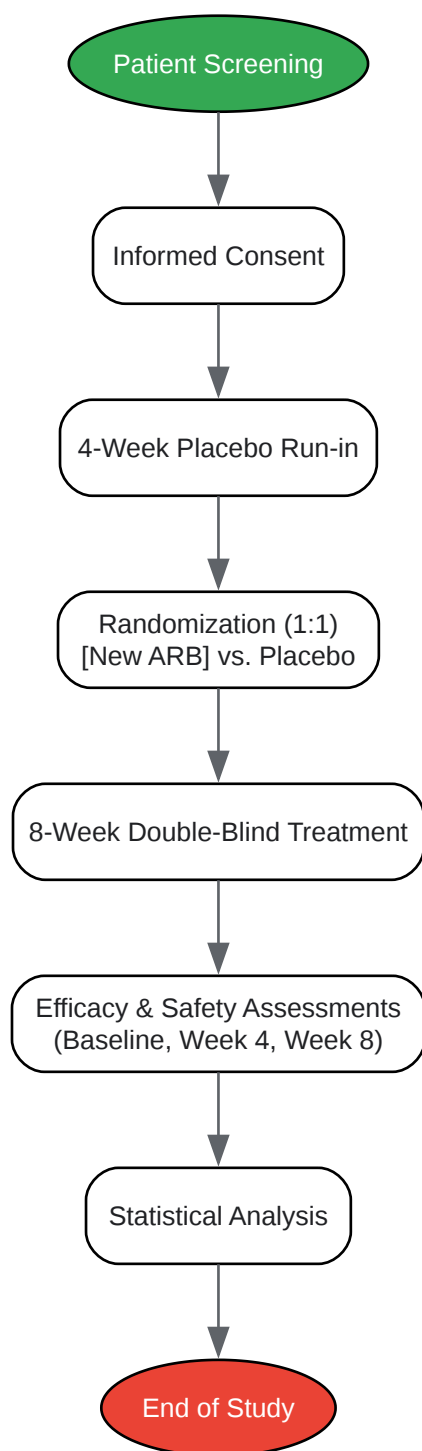 Patient Screening
Informed Consent
4-Week Placebo Run-in
Randomization (1:1)
[New ARB] vs. Placebo
8-Week Double-Blind Treatment
Efficacy & Safety Assessments
(Baseline, Week 4, Week 8)
Statistical Analysis
End of Study